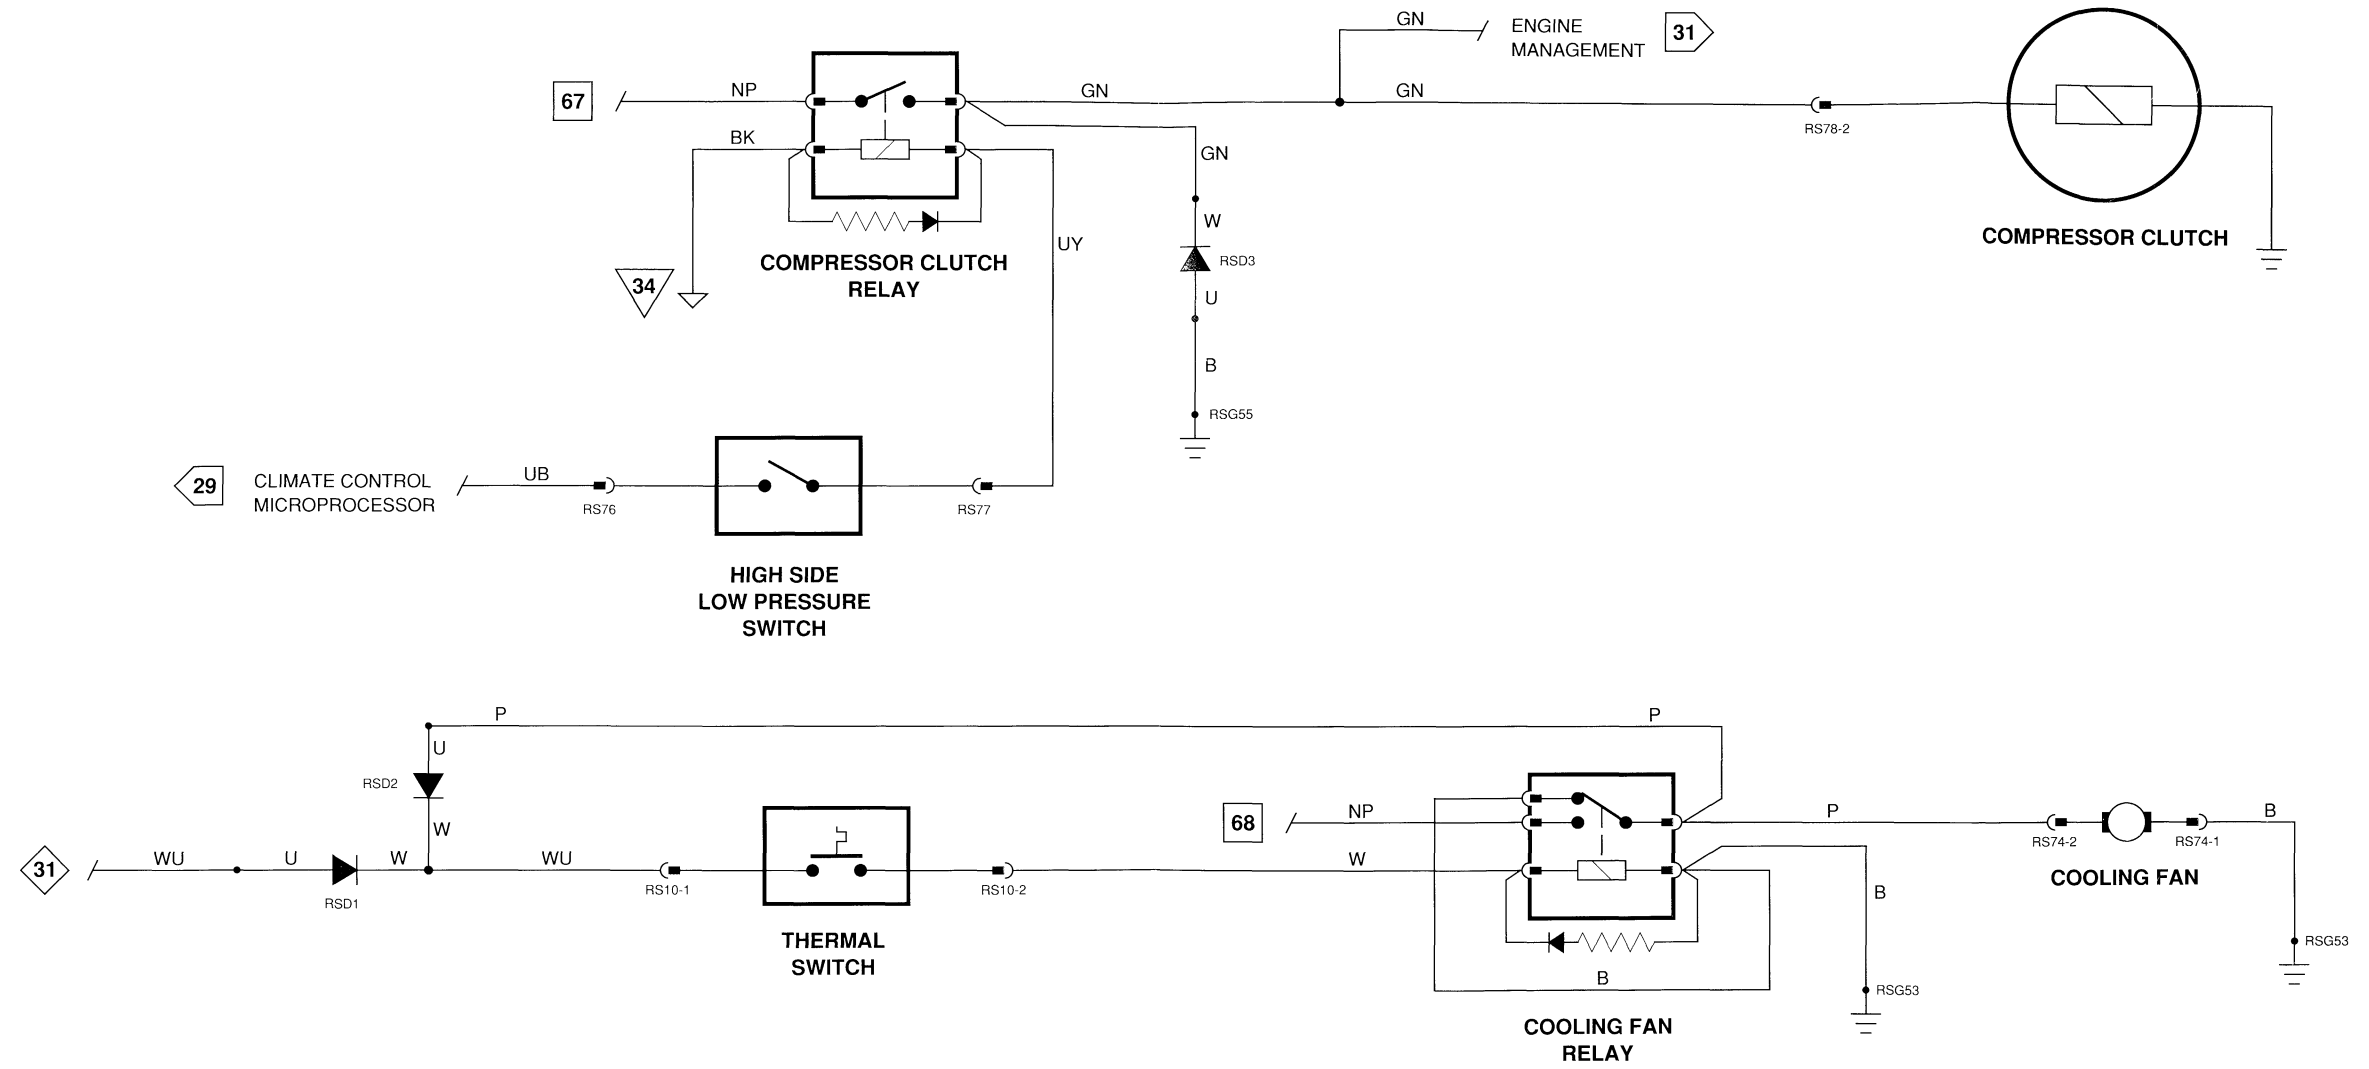 GN
ENGINE
MANAGEMENT
31
67
NP
GN
GN
RS78-2
BK
GN
COMPRESSOR CLUTCH
W
RSD3
UY
COMPRESSOR CLUTCH
RELAY
34
U
B
RSG55
29
CLIMATE CONTROL
MICROPROCESSOR
UB
RS76
RS77
HIGH SIDE
LOW PRESSURE
SWITCH
P
P
U
RSD2
W
68
NP
P
RS74-2
RS74-1
B
COOLING FAN
31
WU
U
W
WU
RSD1
RS10-1
RS10-2
W
B
THERMAL
SWITCH
B
RSG53
RSG53
COOLING FAN
RELAY